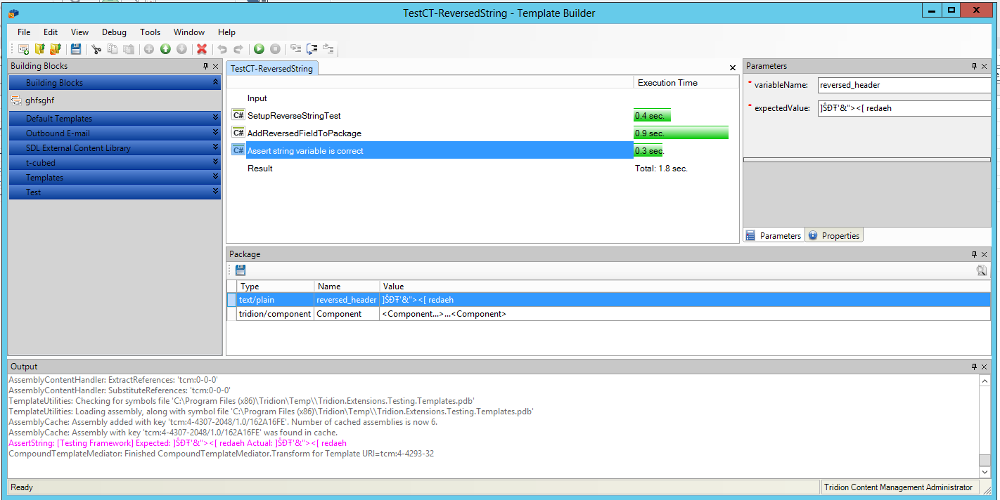 TestCT-ReversedString - Template Builder
File Edit View Debug Tools Window Help
Building Blocks
Building Blocks
ghfsghf
Default Templates
Outbound E-mail
SDL External Content Library
t-cubed
Templates
Test
TestCT-ReversedString
Execution Time
Input
C# SetupReverseStringTest 0.4 sec.
C# AddReversedFieldToPackage 0.9 sec.
C# Assert string variable is correct 0.3 sec.
Result Total: 1.8 sec.
Parameters
* variableName: reversed_header
* expectedValue: ]ŜĐŦ'&"><[ redaeh
Parameters Properties
Package
Type Name Value
text/plain reversed_header ]ŜĐŦ'&"><[ redaeh
tridion/component Component <Component...>...<Component>
Output
AssemblyContentHandler: ExtractReferences: 'tcm:0-0-0'
AssemblyContentHandler: SubstituteReferences: 'tcm:0-0-0'
TemplateUtilities: Checking for symbols file 'C:\Program Files (x86)\Tridion\Temp\\Tridion.Extensions.Testing.Templates.pdb'
TemplateUtilities: Loading assembly, along with symbol file 'C:\Program Files (x86)\Tridion\Temp\\Tridion.Extensions.Testing.Templates.pdb'
AssemblyCache: Assembly added with key 'tcm:4-4307-2048/1.0/162A16FE'. Number of cached assemblies is now 6.
AssemblyCache: Assembly with key 'tcm:4-4307-2048/1.0/162A16FE' was found in cache.
AssertString: [Testing Framework] Expected: ]ŜĐŦ'&"><[ redaeh Actual: ]ŜĐŦ'&"><[ redaeh
CompoundTemplateMediator: Finished CompoundTemplateMediator.Transform for Template URI=tcm:4-4293-32
Ready
Tridion Content Management Administrator